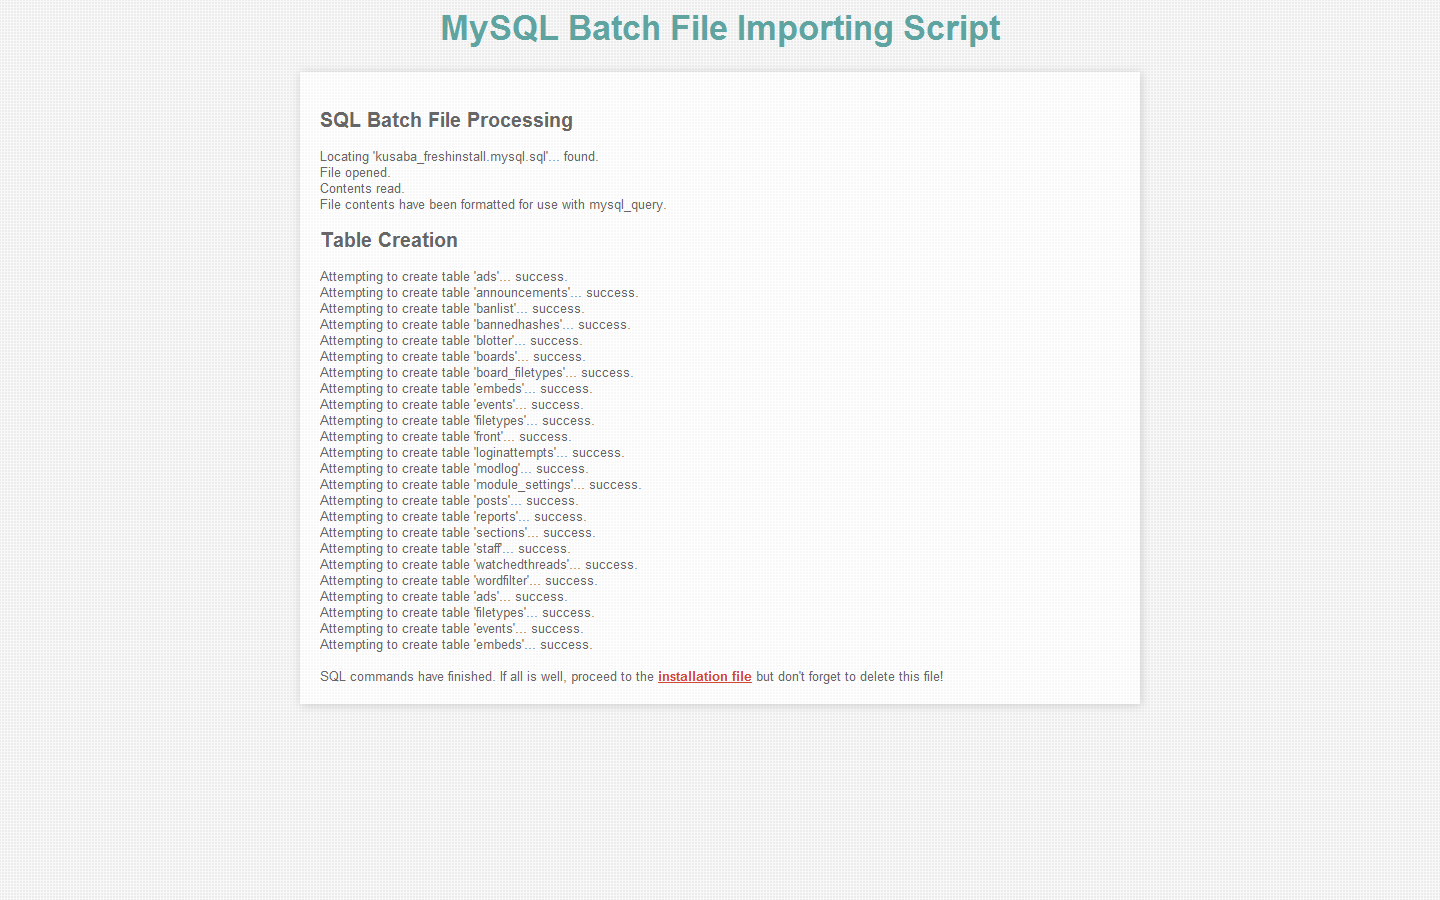 MySQL Batch File Importing Script
SQL Batch File Processing
Locating 'kusaba_freshinstall.mysql.sql'... found.
File opened.
Contents read.
File contents have been formatted for use with mysql_query.
Table Creation
Attempting to create table 'ads'... success.
Attempting to create table 'announcements'... success.
Attempting to create table 'banlist'... success.
Attempting to create table 'bannedhashes'... success.
Attempting to create table 'blotter'... success.
Attempting to create table 'boards'... success.
Attempting to create table 'board_filetypes'... success.
Attempting to create table 'embeds'... success.
Attempting to create table 'events'... success.
Attempting to create table 'filetypes'... success.
Attempting to create table 'front'... success.
Attempting to create table 'loginattempts'... success.
Attempting to create table 'modlog'... success.
Attempting to create table 'module_settings'... success.
Attempting to create table 'posts'... success.
Attempting to create table 'reports'... success.
Attempting to create table 'sections'... success.
Attempting to create table 'staff'... success.
Attempting to create table 'watchedthreads'... success.
Attempting to create table 'wordfilter'... success.
Attempting to create table 'ads'... success.
Attempting to create table 'filetypes'... success.
Attempting to create table 'events'... success.
Attempting to create table 'embeds'... success.
SQL commands have finished. If all is well, proceed to the installation file but don't forget to delete this file!